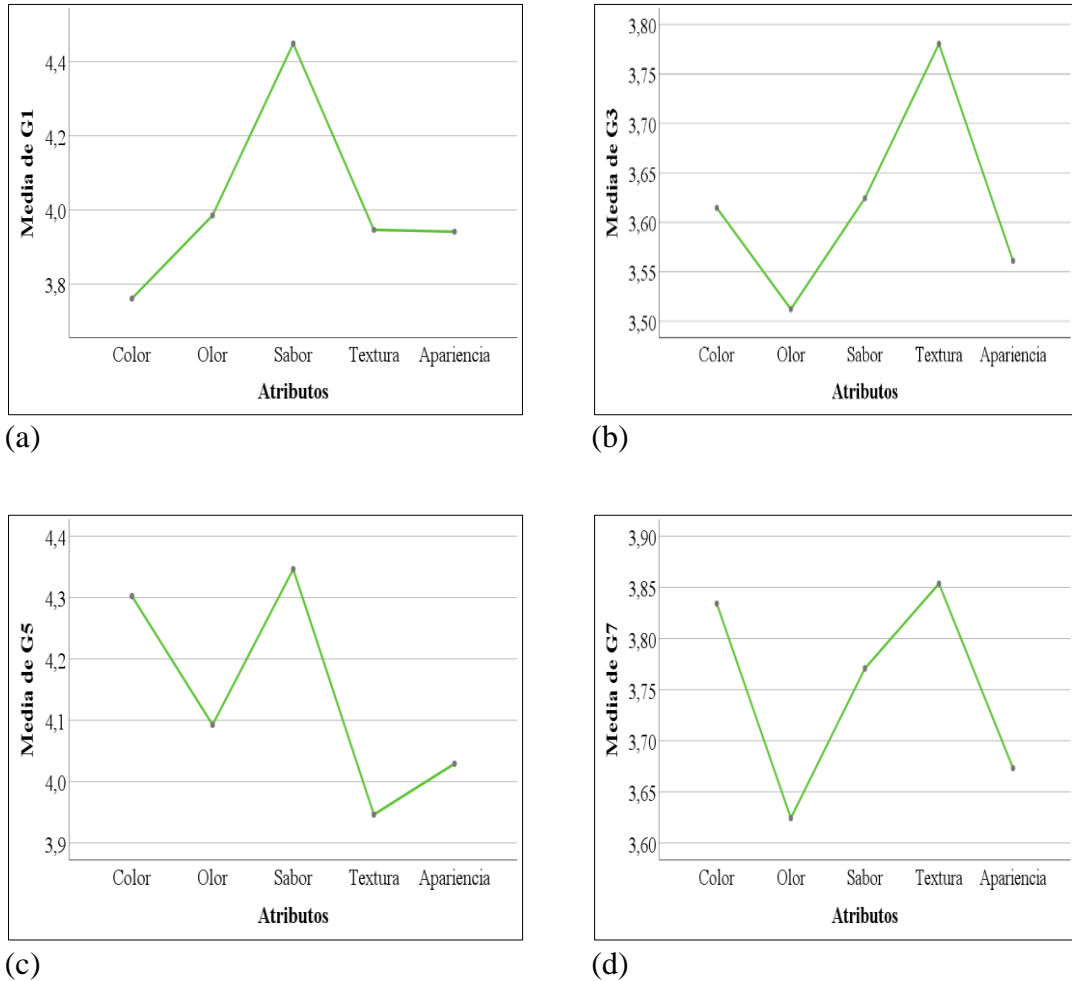 Media de G1
4,4
4,2
4,0
3,8
Color Olor Sabor Textura Apariencia
Atributos
(a)
Media de G3
3,80
3,75
3,70
3,65
3,60
3,55
3,50
Color Olor Sabor Textura Apariencia
Atributos
(b)
Media de G5
4,4
4,3
4,2
4,1
4,0
3,9
Color Olor Sabor Textura Apariencia
Atributos
(c)
Media de G7
3,90
3,85
3,80
3,75
3,70
3,65
3,60
Color Olor Sabor Textura Apariencia
Atributos
(d)